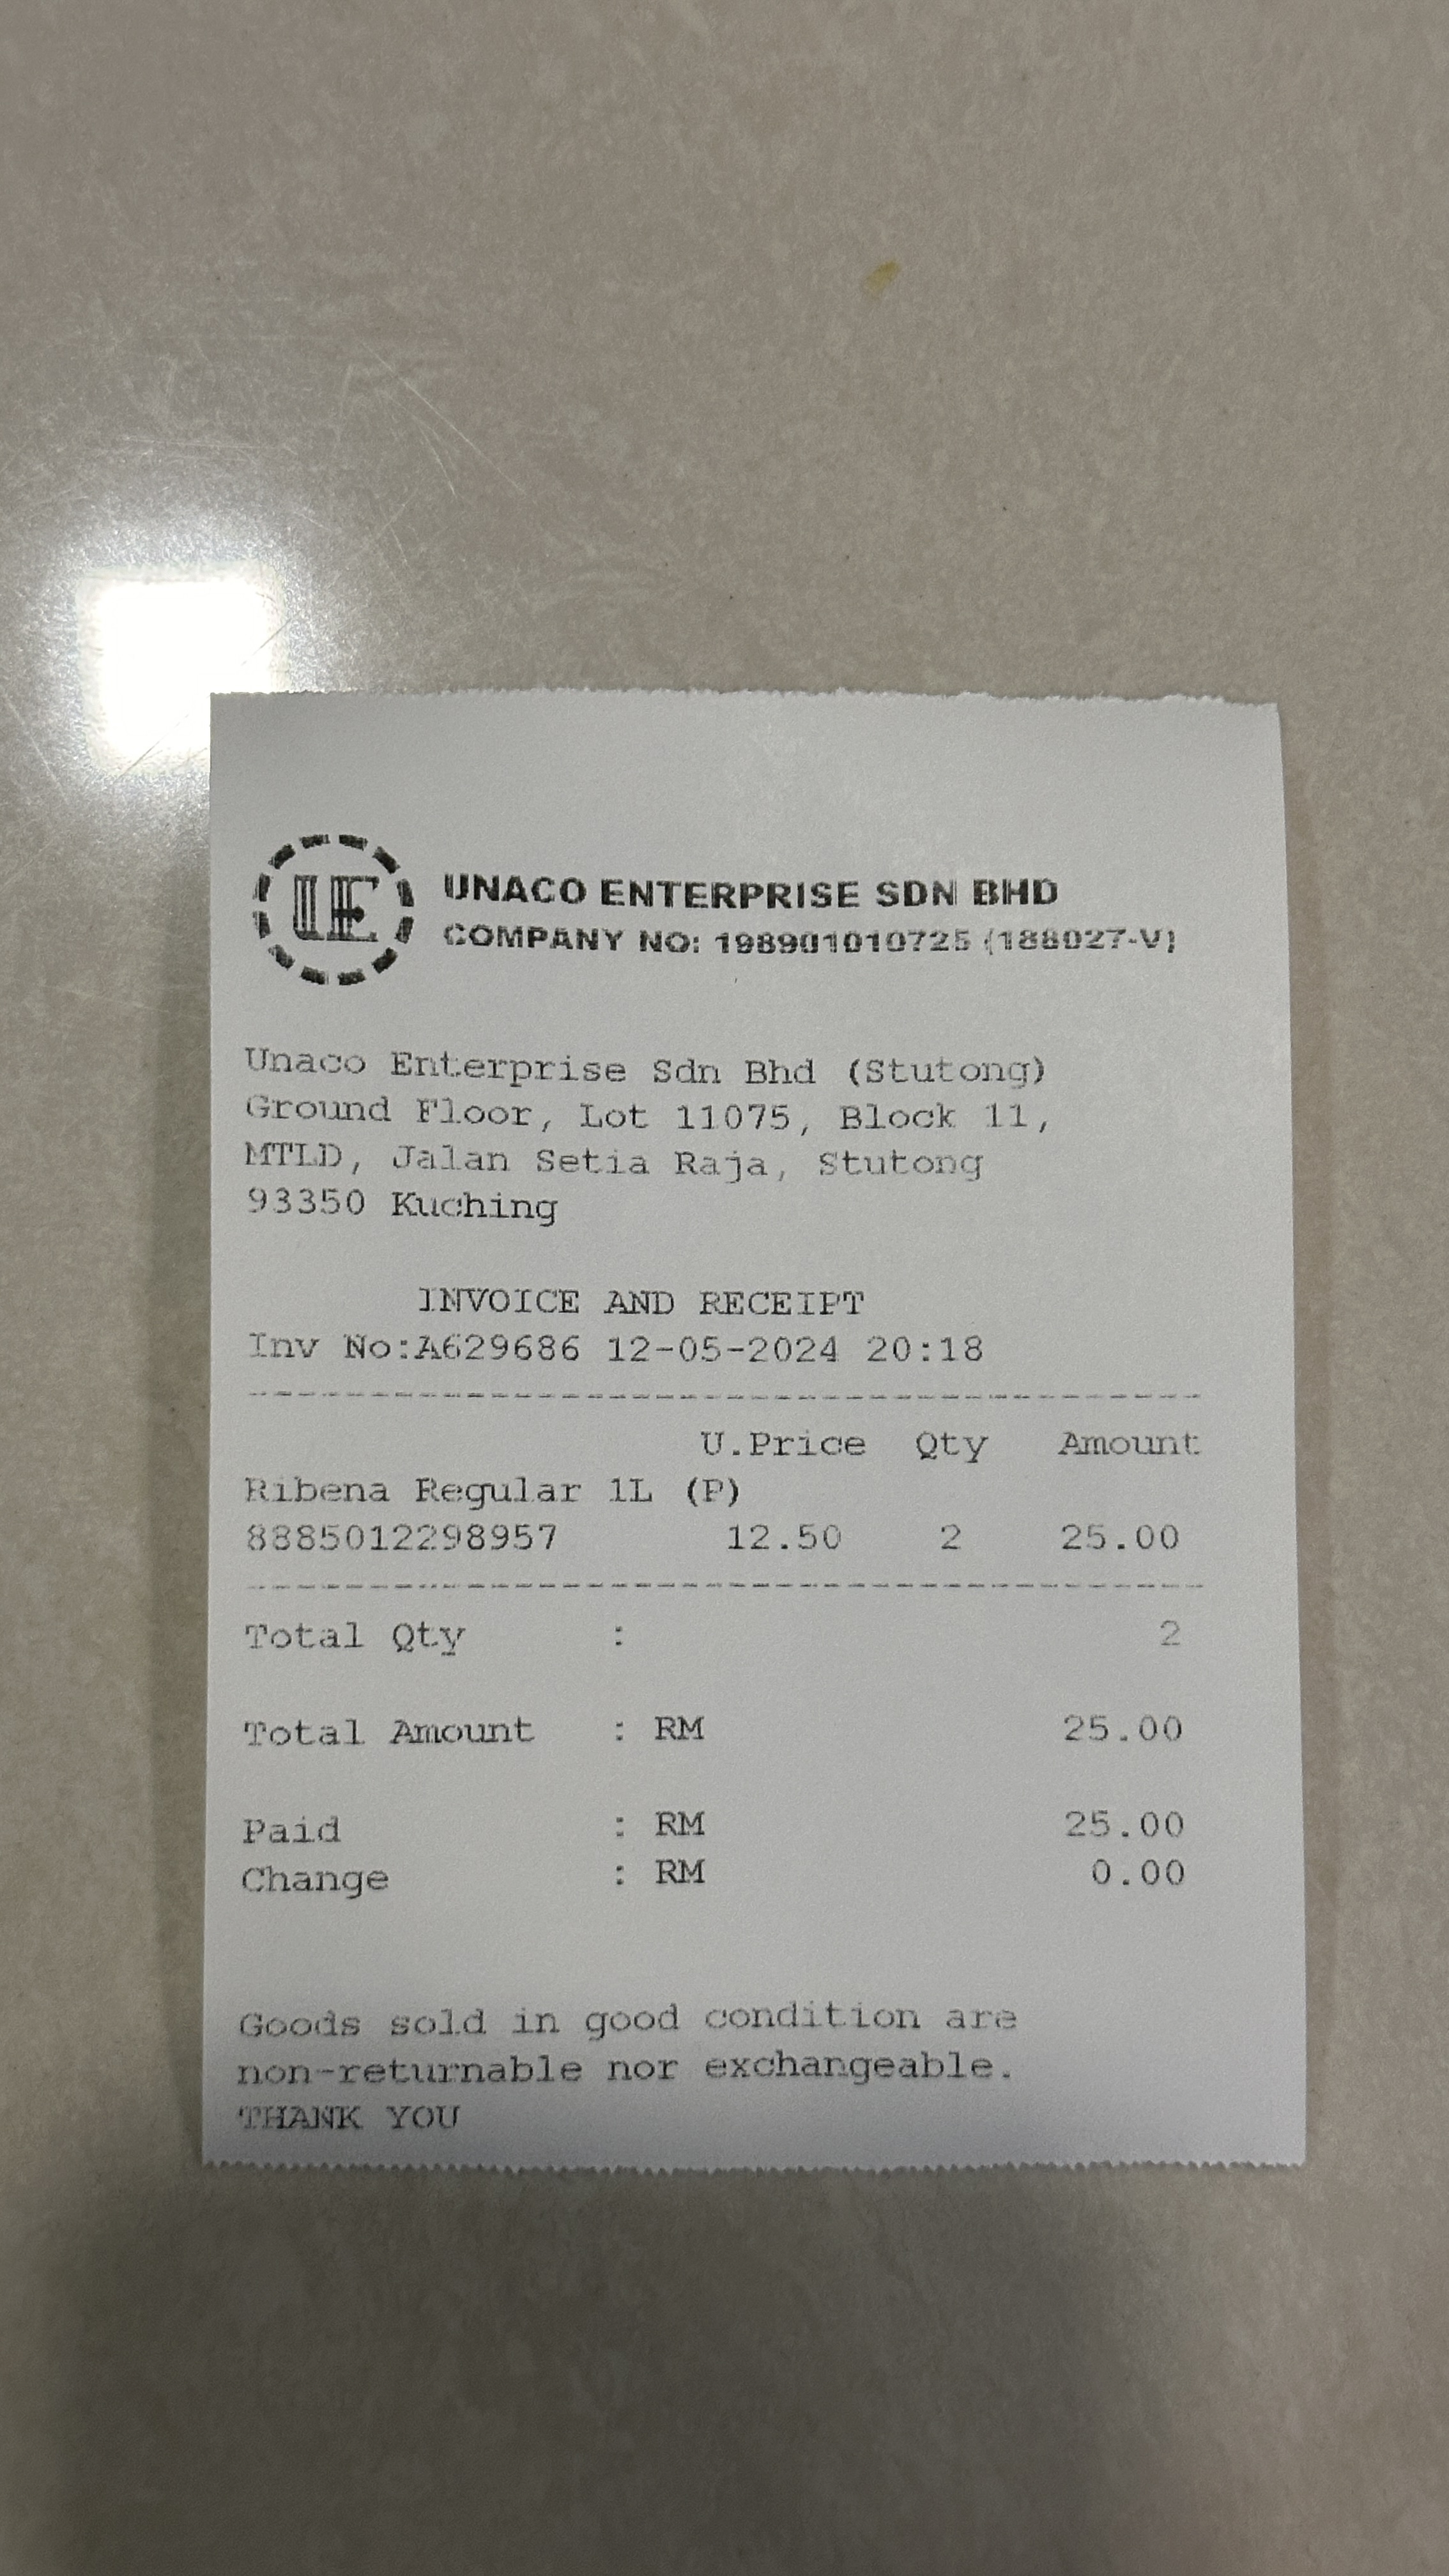 UE
UNACO ENTERPRISE SDN BHD
COMPANY NO: 198901010725 (188027-V)
Unaco Enterprise Sdn Bhd (Stutong)
Ground Floor, Lot 11075, Block 11,
MTLD, Jalan Setia Raja, Stutong
93350 Kuching
INVOICE AND RECEIPT
Inv No:A629686 12-05-2024 20:18
U.Price Qty Amount
Ribena Regular 1L (P)
8885012298957 12.50 2 25.00
Total Qty : 2
Total Amount : RM 25.00
Paid : RM 25.00
Change : RM 0.00
Goods sold in good condition are
non-returnable nor exchangeable.
THANK YOU